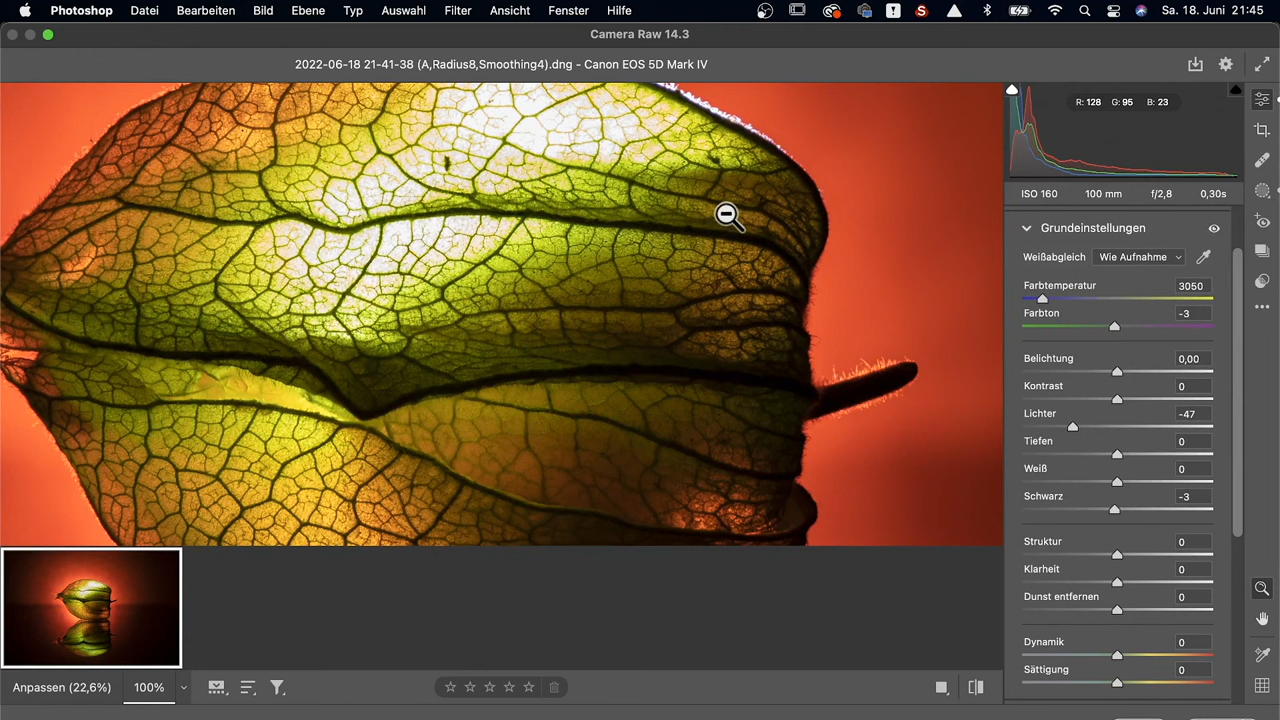 Photoshop Datei Bearbeiten Bild Ebene Typ Auswahl Filter Ansicht Fenster Hilfe Sa. 18. Juni 21:45
Camera Raw 14.3
2022-06-18 21-41-38 (A,Radius8,Smoothing4).dng - Canon EOS 5D Mark IV
R: 128 G: 95 B: 23
ISO 160 100 mm f/2,8 0,30s
Grundeinstellungen
Weißabgleich Wie Aufnahme
Farbtemperatur 3050
Farbton -3
Belichtung 0,00
Kontrast 0
Lichter -47
Tiefen 0
Weiß 0
Schwarz -3
Struktur 0
Klarheit 0
Dunst entfernen 0
Dynamik 0
Sättigung 0
Anpassen (22,6%) 100%